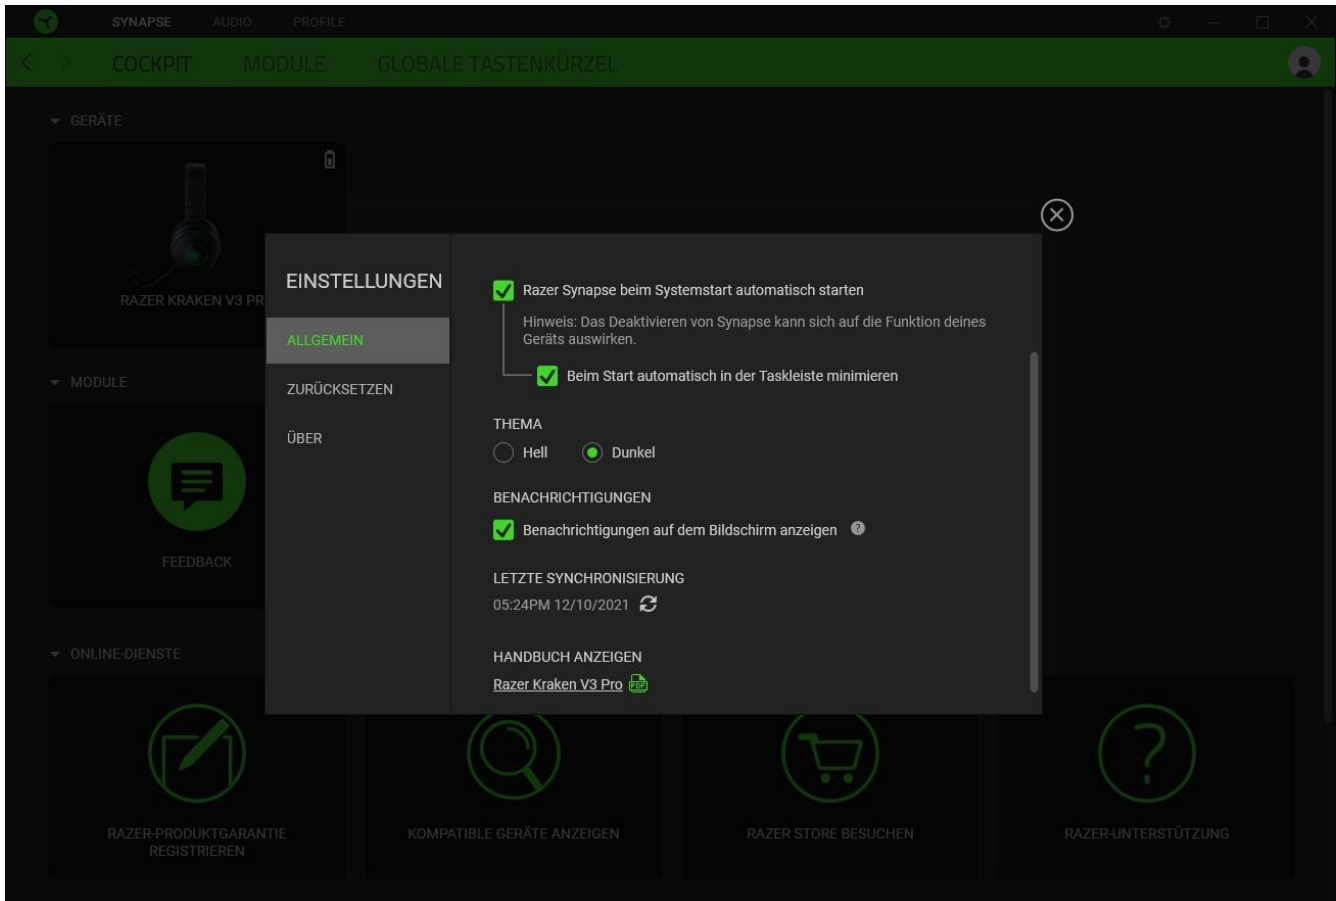 SYNAPSE AUDIO PROFILE
COCKPIT MODULE GLOBALE TASTENKÜRZEL
GERÄTE
RAZER KRAKEN V3 PR
MODULE
FEEDBACK
ONLINE-DIENSTE
EINSTELLUNGEN
ALLGEMEIN
ZURÜCKSETZEN
ÜBER
Razer Synapse beim Systemstart automatisch starten
Hinweis: Das Deaktivieren von Synapse kann sich auf die Funktion deines
Geräts auswirken.
Beim Start automatisch in der Taskleiste minimieren
THEMA
Hell Dunkel
BENACHRICHTIGUNGEN
Benachrichtigungen auf dem Bildschirm anzeigen ?
LETZTE SYNCHRONISIERUNG
05:24PM 12/10/2021
HANDBUCH ANZEIGEN
Razer Kraken V3 Pro PDF
RAZER-PRODUKTGARANTIE
REGISTRIEREN
KOMPATIBLE GERÄTE ANZEIGEN
RAZER STORE BESUCHEN
?
RAZER-UNTERSTÜTZUNG